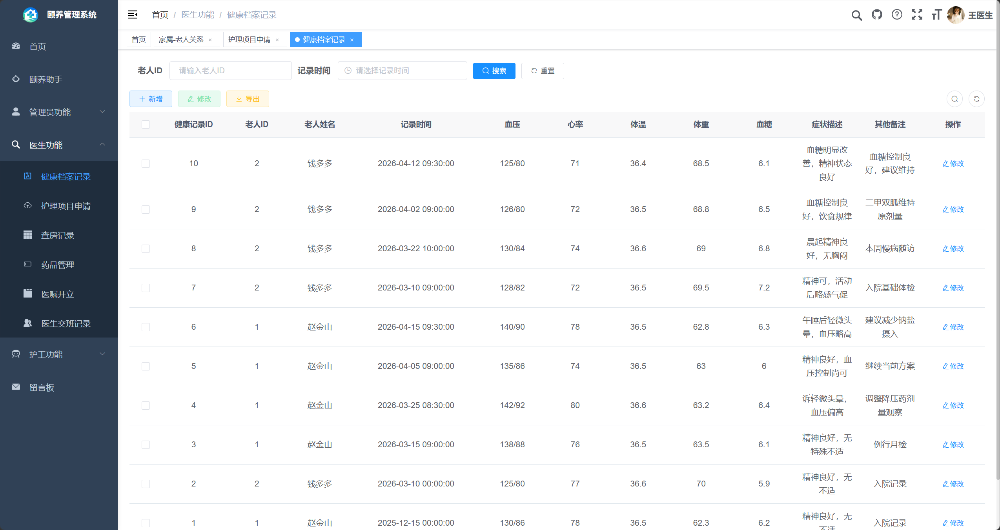 颐养管理系统
首页 / 医生功能 / 健康档案记录
王医生
首页
家属-老人关系 ×
护理项目申请 ×
健康档案记录 ×
首页
颐养助手
管理员功能
医生功能
健康档案记录
护理项目申请
查房记录
药品管理
医嘱开立
医生交班记录
护工功能
留言板
老人ID 请输入老人ID 记录时间 请选择记录时间 搜索 重置
新增 修改 导出
健康记录ID 老人ID 老人姓名 记录时间 血压 心率 体温 体重 血糖 症状描述 其他备注 操作
10 2 钱多多 2026-04-12 09:30:00 125/80 71 36.4 68.5 6.1 血糖明显改善，精神状态良好 血糖控制良好，建议维持 修改
9 2 钱多多 2026-04-02 09:00:00 126/80 72 36.5 68.8 6.5 血糖控制良好，饮食规律 二甲双胍维持原剂量 修改
8 2 钱多多 2026-03-22 10:00:00 130/84 74 36.6 69 6.8 晨起精神良好，无胸闷 本周慢病随访 修改
7 2 钱多多 2026-03-10 09:00:00 128/82 72 36.5 69.5 7.2 精神可，活动后略感气促 入院基础体检 修改
6 1 赵金山 2026-04-15 09:30:00 140/90 78 36.5 62.8 6.3 午睡后轻微头晕，血压略高 建议减少钠盐摄入 修改
5 1 赵金山 2026-04-05 09:00:00 135/86 74 36.5 63 6 精神良好，血压控制尚可 继续当前方案 修改
4 1 赵金山 2026-03-25 08:30:00 142/92 80 36.6 63.2 6.4 诉轻微头晕，血压偏高 调整降压药剂量观察 修改
3 1 赵金山 2026-03-15 09:00:00 138/88 76 36.5 63.5 6.1 精神良好，无特殊不适 例行月检 修改
2 2 钱多多 2026-03-10 00:00:00 125/80 77 36.6 70 5.9 精神良好，无不适 入院记录 修改
1 1 赵金山 2025-12-15 00:00:00 130/86 78 36.5 62.3 6.2 精神良好，无不适 入院记录 修改